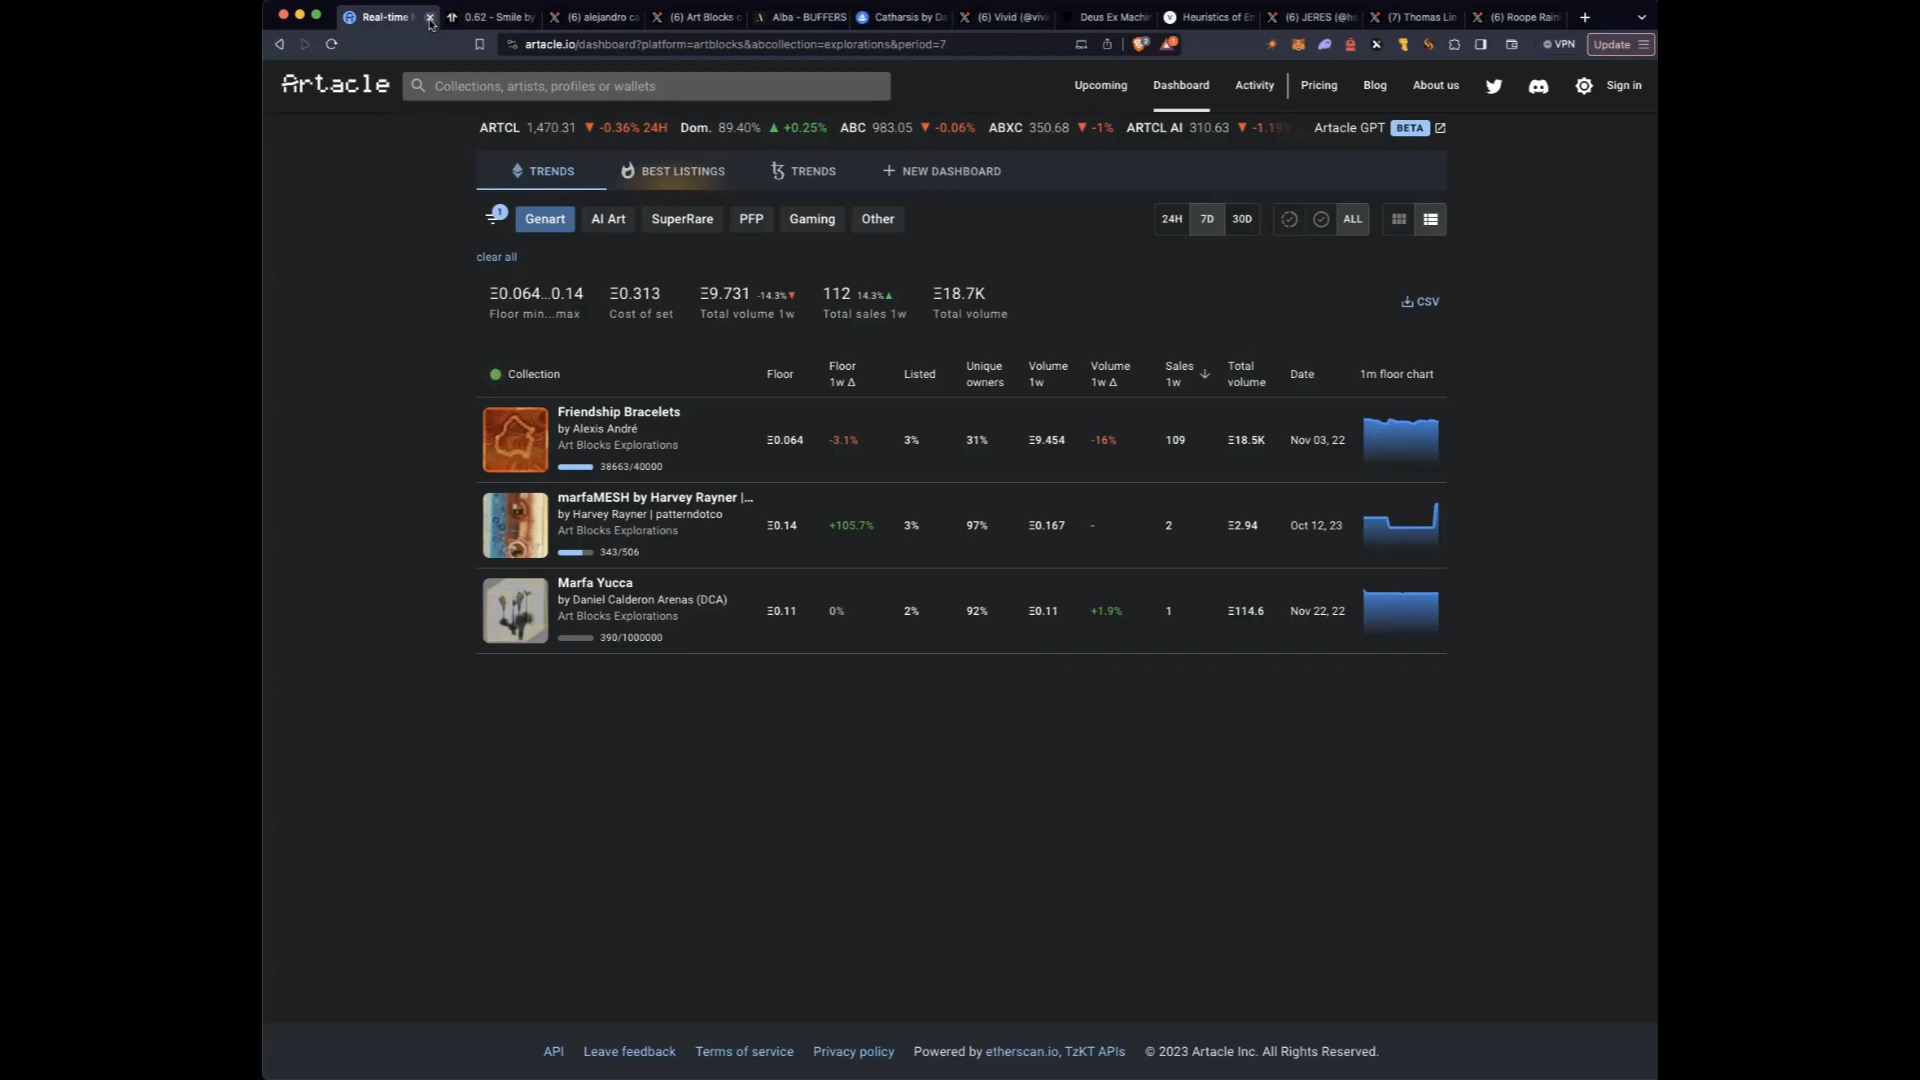 Real-time
0.62 - Smile by
(6) alejandro ca
(6) Art Blocks
Alba - BUFFERS
Catharsis by Da
(6) Vivid (@vivi
Deus Ex Machin
Heuristics of E
(6) JERES (@he
(7) Thomas Lin
(6) Roope Rain
artacle.io/dashboard?platform=artblocks&abcollection=explorations&period=7
VPN
Update
Artacle
Collections, artists, profiles or wallets
Upcoming
Dashboard
Activity
Pricing
Blog
About us
Sign in
ARTCL 1,470.31 ▼ -0.36% 24H Dom. 89.40% ▲ +0.25% ABC 983.05 ▼ -0.06% ABXC 350.68 ▼ -1% ARTCL AI 310.63 ▼ -1.19%
Artacle GPT BETA
TRENDS
BEST LISTINGS
TRENDS
+ NEW DASHBOARD
1
Genart
AI Art
SuperRare
PFP
Gaming
Other
24H 7D 30D
ALL
clear all
Ξ0.064...0.14
Floor min...max
Ξ0.313
Cost of set
Ξ9.731 -14.3%▼
Total volume 1w
112 14.3%▲
Total sales 1w
Ξ18.7K
Total volume
CSV
Collection
Floor
Floor 1w Δ
Listed
Unique owners
Volume 1w
Volume 1w Δ
Sales 1w
Total volume
Date
1m floor chart
Friendship Bracelets
by Alexis André
Art Blocks Explorations
38663/40000
Ξ0.064 -3.1% 3% 31% Ξ9.454 -16% 109 Ξ18.5K Nov 03, 22
marfaMESH by Harvey Rayner |...
by Harvey Rayner | patterndotco
Art Blocks Explorations
343/506
Ξ0.14 +105.7% 3% 97% Ξ0.167 - 2 Ξ2.94 Oct 12, 23
Marfa Yucca
by Daniel Calderon Arenas (DCA)
Art Blocks Explorations
390/1000000
Ξ0.11 0% 2% 92% Ξ0.11 +1.9% 1 Ξ114.6 Nov 22, 22
API
Leave feedback
Terms of service
Privacy policy
Powered by etherscan.io, TzKT APIs
© 2023 Artacle Inc. All Rights Reserved.